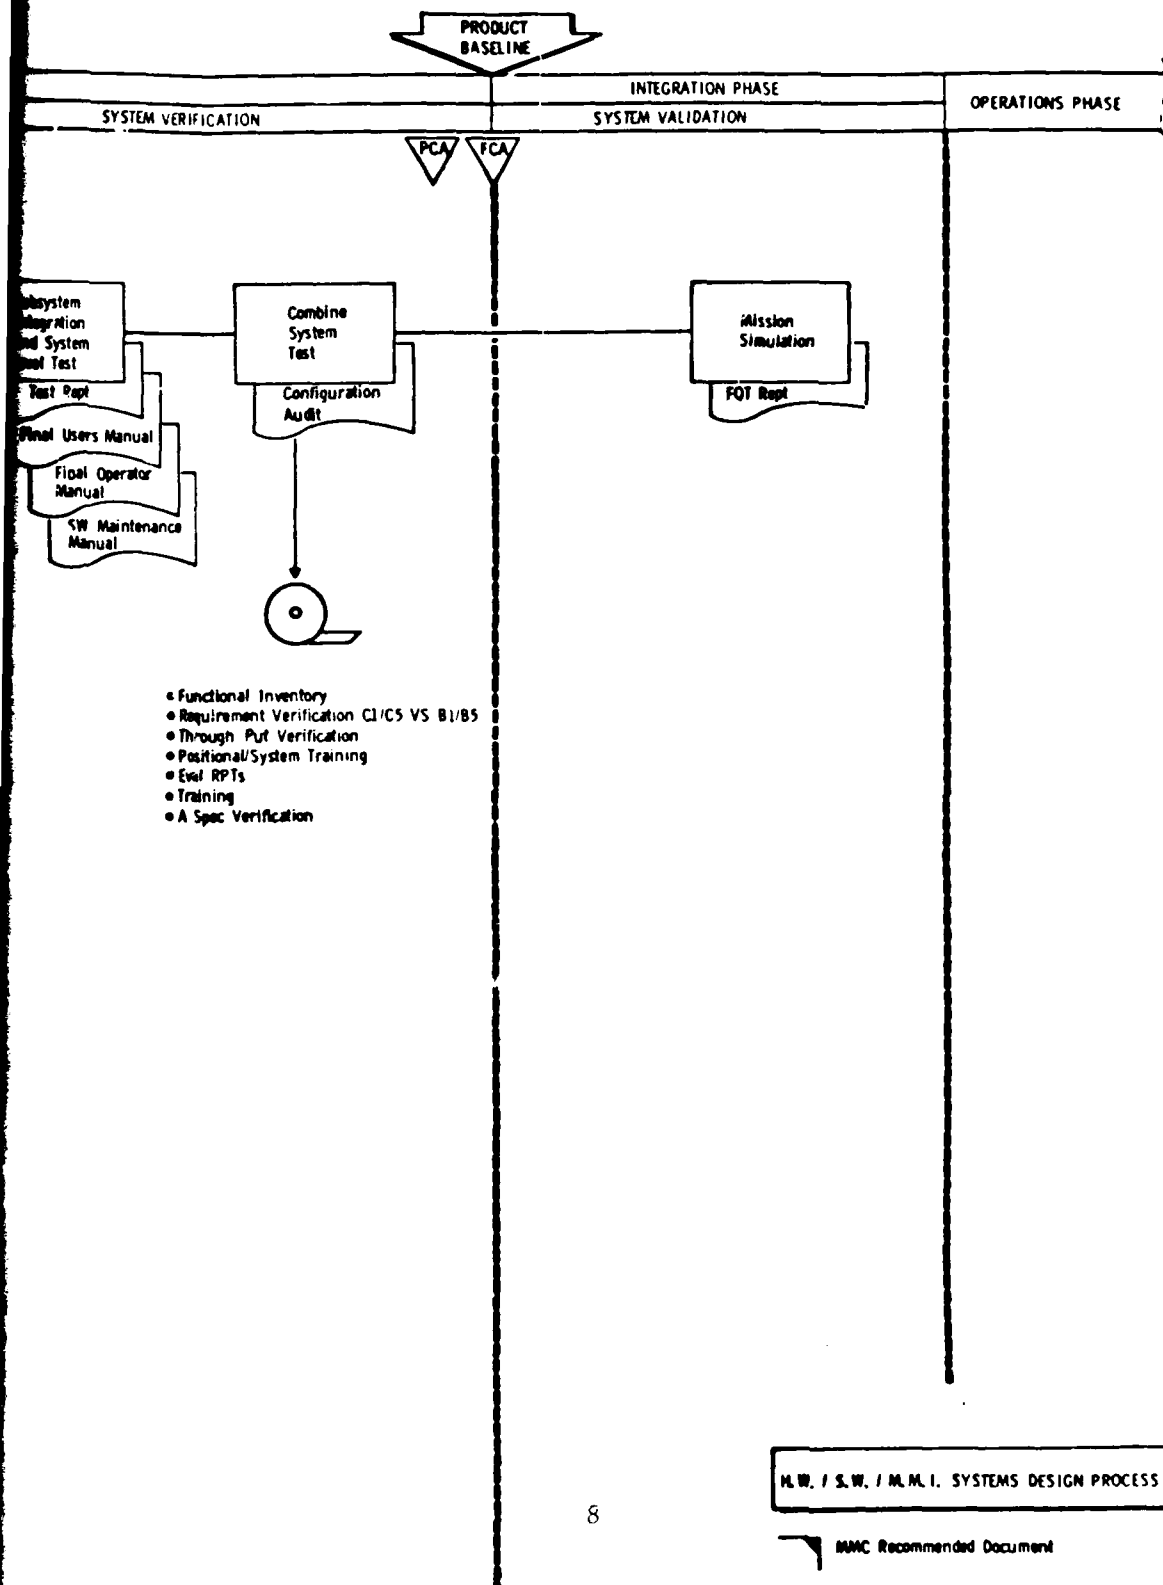 PRODUCT
BASELINE
INTEGRATION PHASE
OPERATIONS PHASE
SYSTEM VERIFICATION
SYSTEM VALIDATION
PCA
FCA
System
Test
Combine
System
Test
Mission
Simulation
Test Rept
Configuration
Audit
FQT Rept
Final Users Manual
Final Operator
Manual
SW Maintenance
Manual
• Functional Inventory
• Requirement Verification C1/C5 VS B1/B5
• Through Put Verification
• Positional/System Training
• Eval RPTs
• Training
• A Spec Verification
H.W. / S.W. / M.M.I. SYSTEMS DESIGN PROCESS
8
MMC Recommended Document